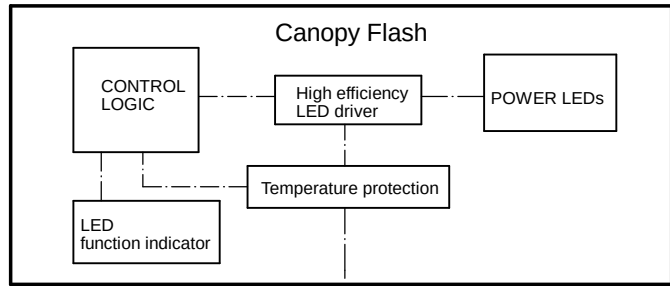 Canopy Flash
CONTROL
LOGIC
High efficiency
LED driver
POWER LEDs
Temperature protection
LED
function indicator